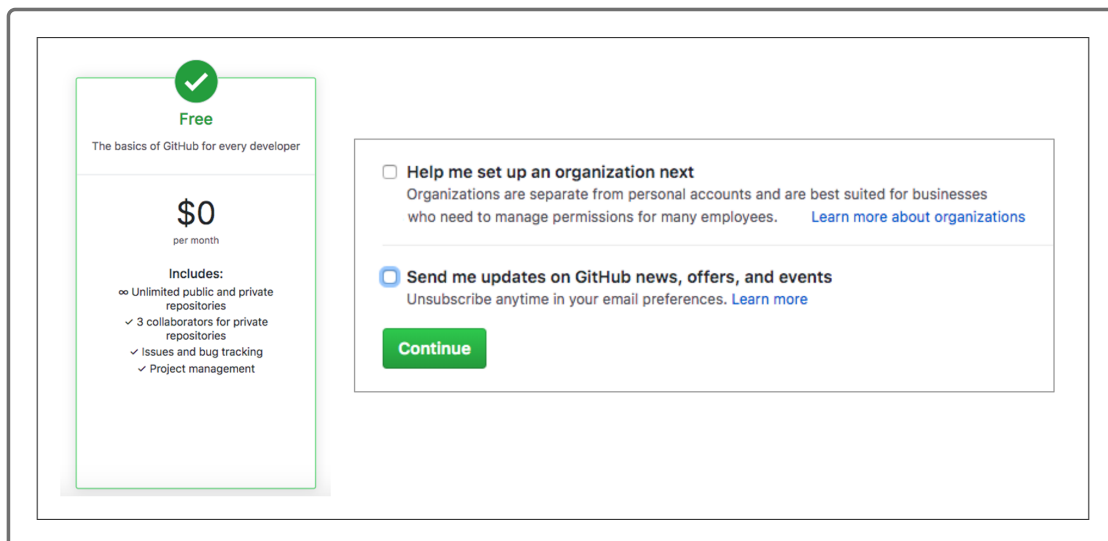 Free
The basics of GitHub for every developer
$0
per month
Includes:
∞ Unlimited public and private
repositories
✓ 3 collaborators for private
repositories
✓ Issues and bug tracking
✓ Project management
Help me set up an organization next
Organizations are separate from personal accounts and are best suited for businesses
who need to manage permissions for many employees. Learn more about organizations
Send me updates on GitHub news, offers, and events
Unsubscribe anytime in your email preferences. Learn more
Continue